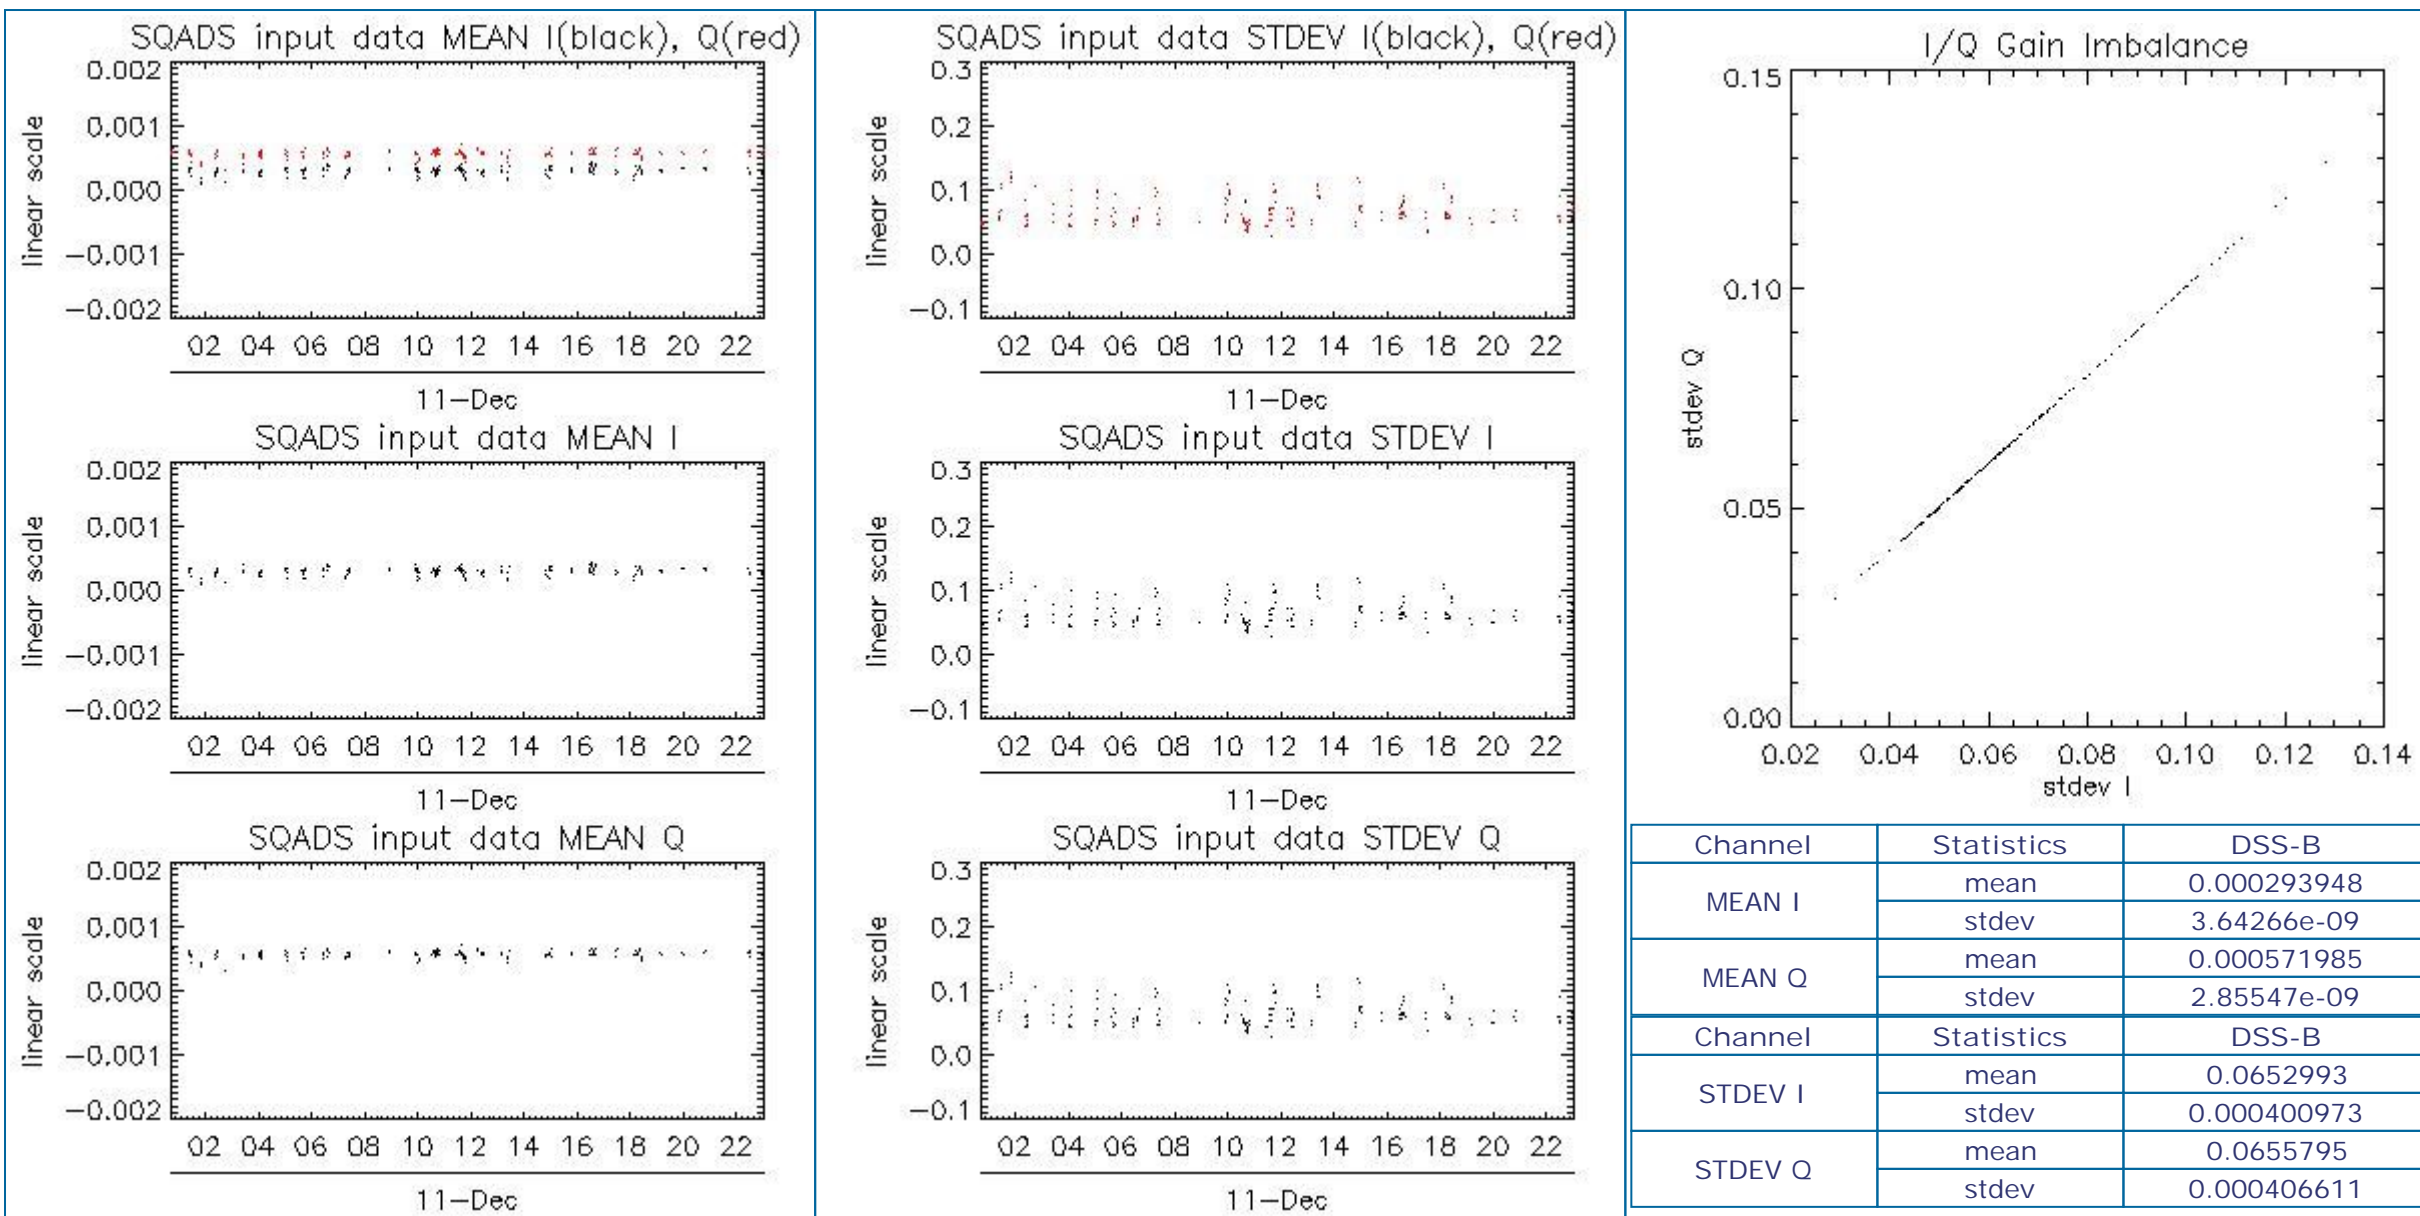 SQADS input data MEAN I(black), Q(red)
0.002
0.001
0.000
−0.001
−0.002
linear scale
02 04 06 08 10 12 14 16 18 20 22
11−Dec
SQADS input data MEAN I
0.002
0.001
0.000
−0.001
−0.002
linear scale
02 04 06 08 10 12 14 16 18 20 22
11−Dec
SQADS input data MEAN Q
0.002
0.001
0.000
−0.001
−0.002
linear scale
02 04 06 08 10 12 14 16 18 20 22
11−Dec
SQADS input data STDEV I(black), Q(red)
0.3
0.2
0.1
0.0
−0.1
linear scale
02 04 06 08 10 12 14 16 18 20 22
11−Dec
SQADS input data STDEV I
0.3
0.2
0.1
0.0
−0.1
linear scale
02 04 06 08 10 12 14 16 18 20 22
11−Dec
SQADS input data STDEV Q
0.3
0.2
0.1
0.0
−0.1
linear scale
02 04 06 08 10 12 14 16 18 20 22
11−Dec
I/Q Gain Imbalance
0.15
0.10
0.05
0.00
stdev Q
0.02 0.04 0.06 0.08 0.10 0.12 0.14
stdev I
Channel Statistics DSS-B
MEAN I mean 0.000293948
stdev 3.64266e-09
MEAN Q mean 0.000571985
stdev 2.85547e-09
Channel Statistics DSS-B
STDEV I mean 0.0652993
stdev 0.000400973
STDEV Q mean 0.0655795
stdev 0.000406611